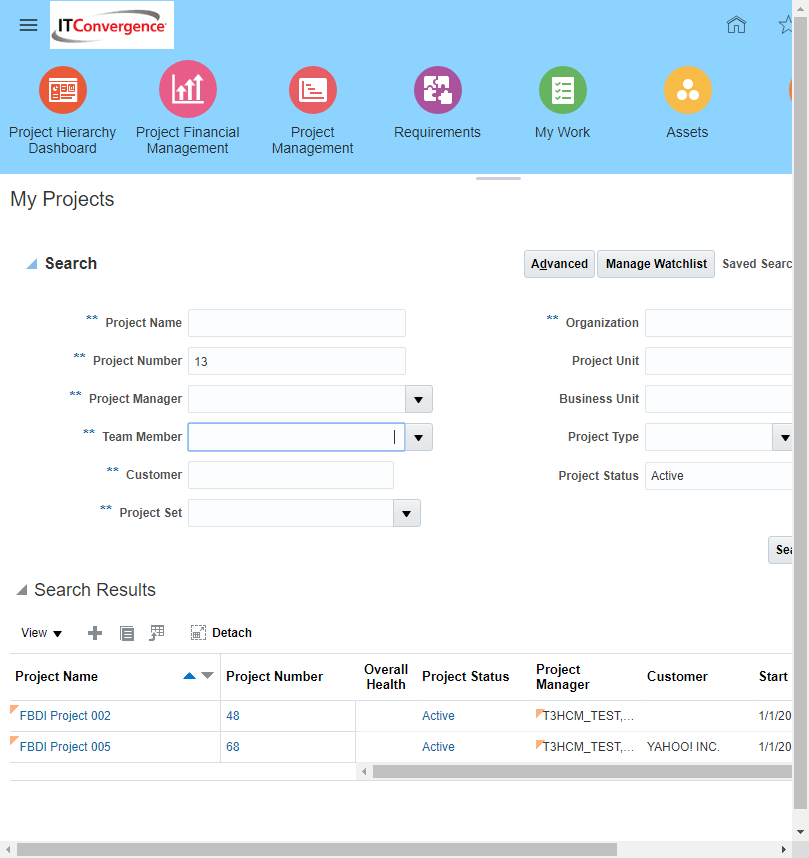 ITConvergence
Project Hierarchy
Dashboard
Project Financial
Management
Project
Management
Requirements
My Work
Assets
My Projects
Search
Advanced
Manage Watchlist
Saved Searc
** Project Name
** Organization
** Project Number 13
Project Unit
** Project Manager
Business Unit
** Team Member
Project Type
** Customer
Project Status Active
** Project Set
Sea
Search Results
View
Detach
Project Name Project Number Overall Health Project Status Project Manager Customer Start
FBDI Project 002 48 Active T3HCM_TEST,... 1/1/20
FBDI Project 005 68 Active T3HCM_TEST,... YAHOO! INC. 1/1/20